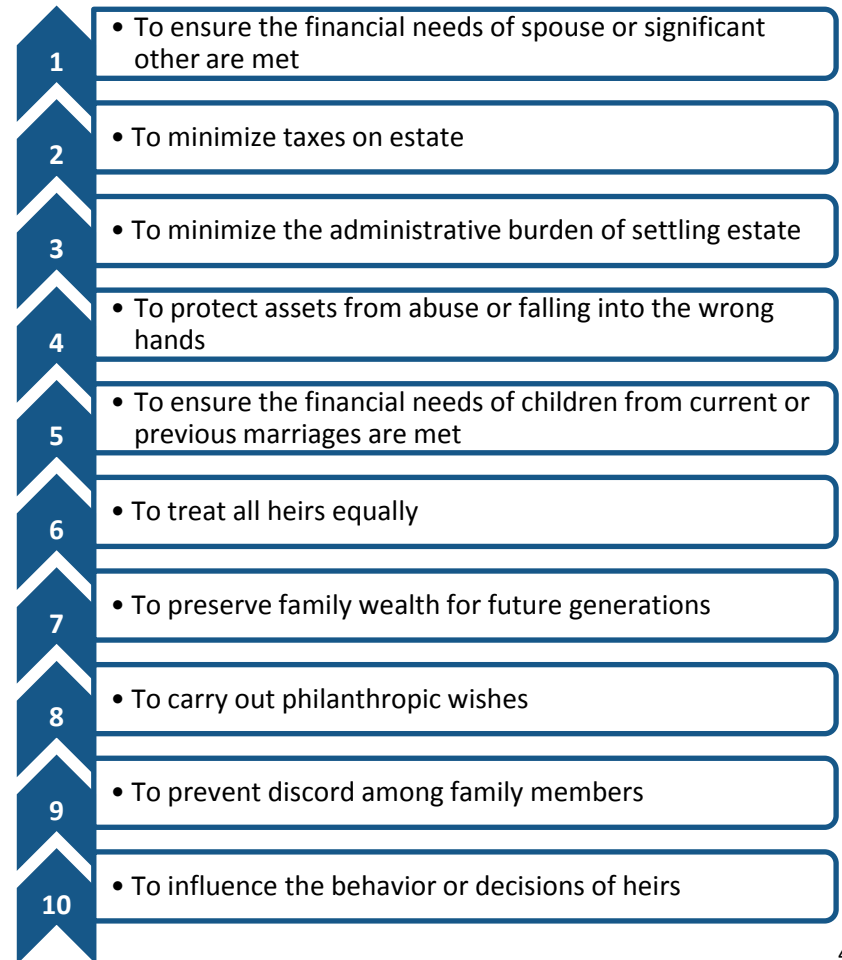 1
• To ensure the financial needs of spouse or significant
other are met
2
• To minimize taxes on estate
3
• To minimize the administrative burden of settling estate
4
• To protect assets from abuse or falling into the wrong
hands
5
• To ensure the financial needs of children from current or
previous marriages are met
6
• To treat all heirs equally
7
• To preserve family wealth for future generations
8
• To carry out philanthropic wishes
9
• To prevent discord among family members
10
• To influence the behavior or decisions of heirs